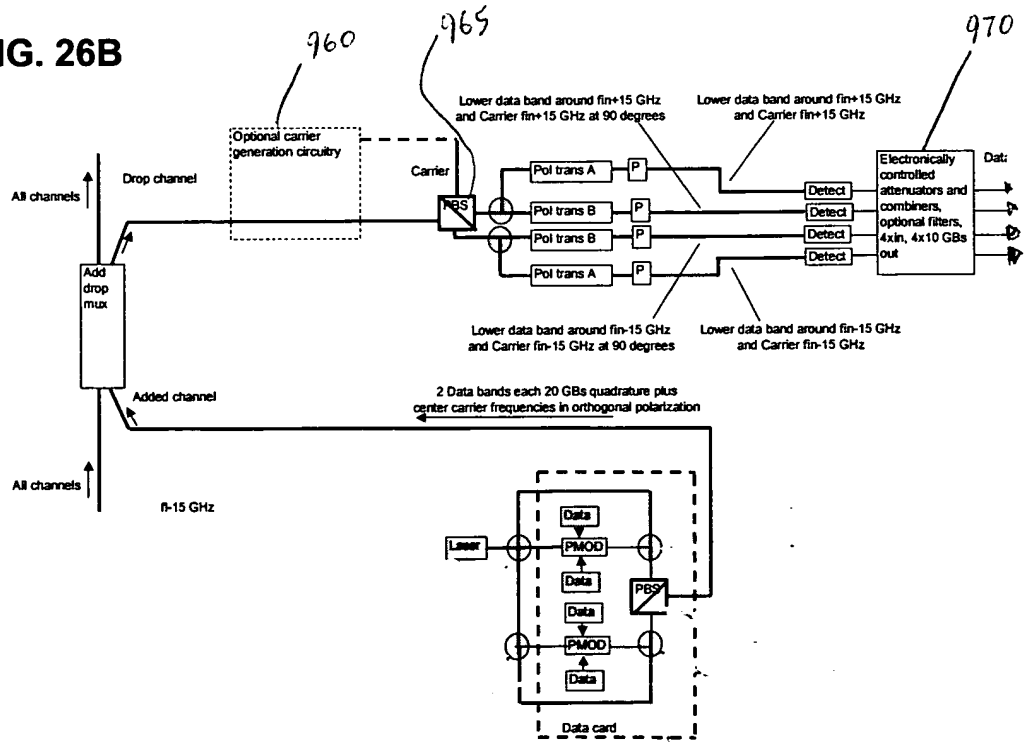 IG. 26B
960
965
970
Lower data band around fin+15 GHz
and Carrier fin+15 GHz at 90 degrees
Lower data band around fin+15 GHz
and Carrier fin+15 GHz
Optional carrier
generation circuitry
Carrier
PBS
Pol trans A
P
Pol trans B
P
Pol trans B
P
Pol trans A
P
Detect
Detect
Detect
Detect
Electronically
controlled
attenuators and
combiners,
optional filters,
4xin, 4x10 GBs
out
Data
All channels
Drop channel
Add
drop
mux
Lower data band around fin-15 GHz
and Carrier fin-15 GHz at 90 degrees
Lower data band around fin-15 GHz
and Carrier fin-15 GHz
Added channel
2 Data bands each 20 GBs quadrature plus
center carrier frequencies in orthogonal polarization
All channels
fi-15 GHz
Laser
Data
PMOD
Data
Data
PMOD
Data
PBS
Data card